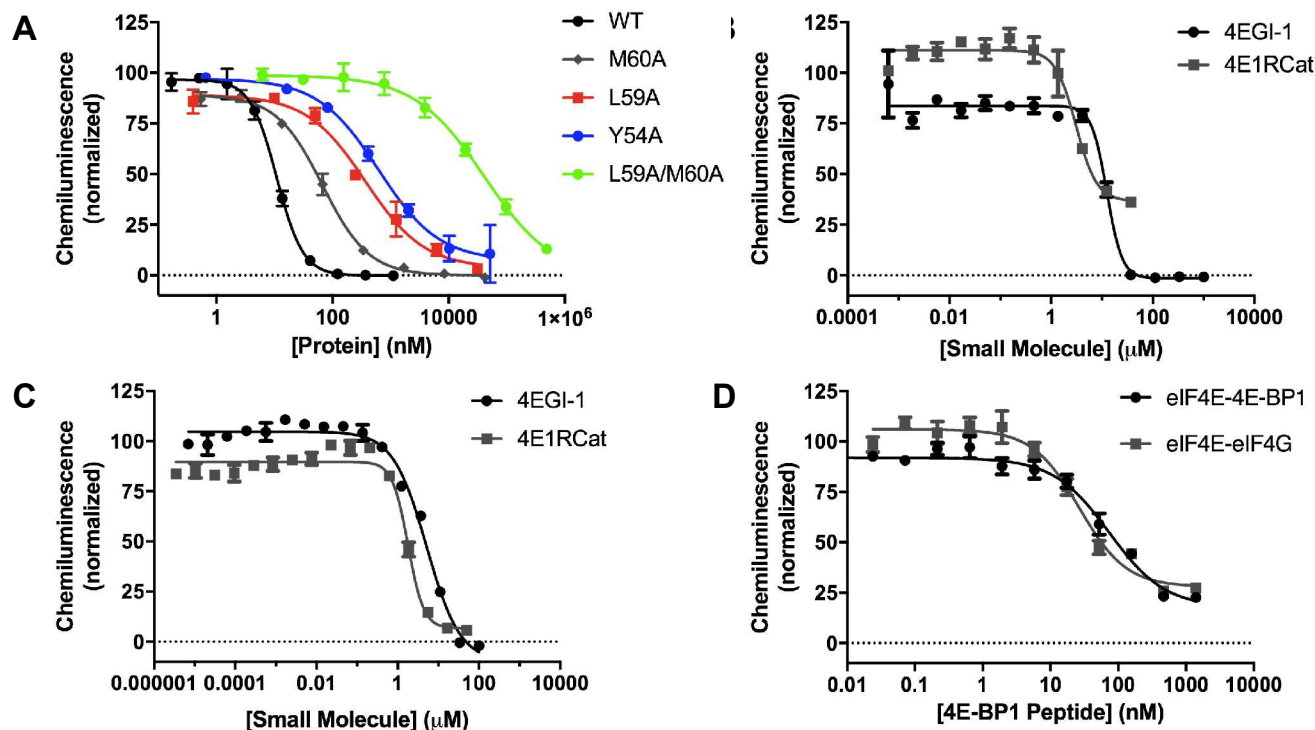 A
Chemiluminescence
(normalized)
125
100
75
50
25
0
1
100
10000
1×10⁶
[Protein] (nM)
WT
M60A
L59A
Y54A
L59A/M60A
Chemiluminescence
(normalized)
125
100
75
50
25
0
0.0001
0.01
1
100
10000
[Small Molecule] (μM)
4EGI-1
4E1RCat
C
Chemiluminescence
(normalized)
125
100
75
50
25
0
0.000001
0.0001
0.01
1
100
10000
[Small Molecule] (μM)
4EGI-1
4E1RCat
D
Chemiluminescence
(normalized)
125
100
75
50
25
0
0.01
0.1
1
10
100
1000
10000
[4E-BP1 Peptide] (nM)
eIF4E-4E-BP1
eIF4E-eIF4G